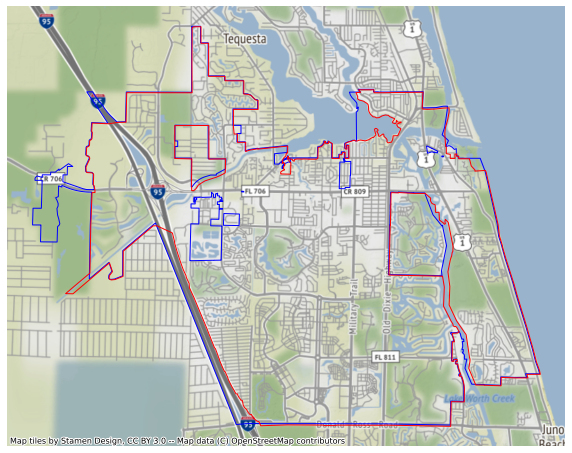 95
US
1
Tequesta
95
1
CR 706
95
FL 706
CR 809
1
Military Trail
Old Dixie H
FL 811
Lake Worth Creek
95
Donald Ross Road
Juno
Beach
Map tiles by Stamen Design, CC BY 3.0 -- Map data (C) OpenStreetMap contributors